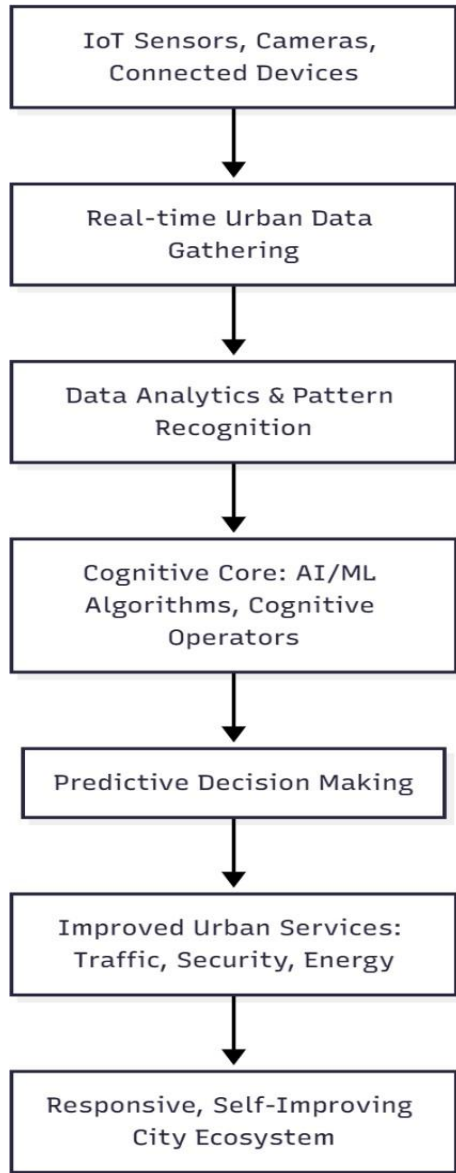 IoT Sensors, Cameras,
Connected Devices
Real-time Urban Data
Gathering
Data Analytics & Pattern
Recognition
Cognitive Core: AI/ML
Algorithms, Cognitive
Operators
Predictive Decision Making
Improved Urban Services:
Traffic, Security, Energy
Responsive, Self-Improving
City Ecosystem